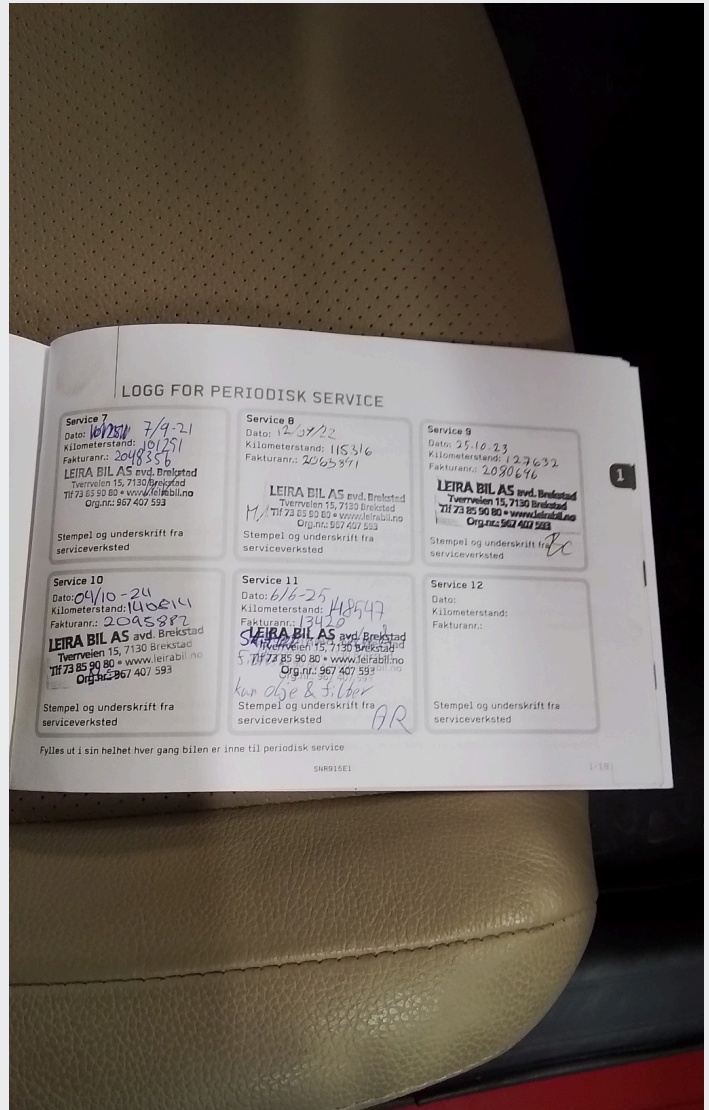 LOGG FOR PERIODISK SERVICE
Service 7
Dato: 7/9-21
Kilometerstand: 101251
Fakturanr.: 2048356
LEIRA BIL AS avd. Brekstad
Tverrveien 15, 7130 Brekstad
Tlf 73 85 90 80 • www.leirabil.no
Org.nr.: 967 407 593
Stempel og underskrift fra
serviceverksted
Service 8
Dato: 12/09/22
Kilometerstand: 115316
Fakturanr.:
LEIRA BIL AS avd. Brekstad
Tverrveien 15, 7130 Brekstad
Tlf 73 85 90 80 • www.leirabil.no
Org.nr.: 967 407 593
Stempel og underskrift fra
serviceverksted
Service 9
Dato: 25.10.23
Kilometerstand: 127632
Fakturanr.: 2080646
LEIRA BIL AS avd. Brekstad
Tverrveien 15, 7130 Brekstad
Tlf 73 85 90 80 • www.leirabil.no
Org.nr.: 967 407 593
Stempel og underskrift fra
serviceverksted
1
Service 10
Dato: 04/10-24
Kilometerstand: 140814
Fakturanr.: 2095882
LEIRA BIL AS avd. Brekstad
Tverrveien 15, 7130 Brekstad
Tlf 73 85 90 80 • www.leirabil.no
Org.nr.: 967 407 593
Stempel og underskrift fra
serviceverksted
Service 11
Dato: 6/6-25
Kilometerstand: 148547
Fakturanr.: 13420
LEIRA BIL AS avd. Brekstad
Tverrveien 15, 7130 Brekstad
Tlf 73 85 90 80 • www.leirabil.no
Org.nr.: 967 407 593
kun olje & filter
Stempel og underskrift fra
serviceverksted
AR
Service 12
Dato:
Kilometerstand:
Fakturanr.:
Stempel og underskrift fra
serviceverksted
Fylles ut i sin helhet hver gang bilen er inne til periodisk service
SNR915E1
1-19